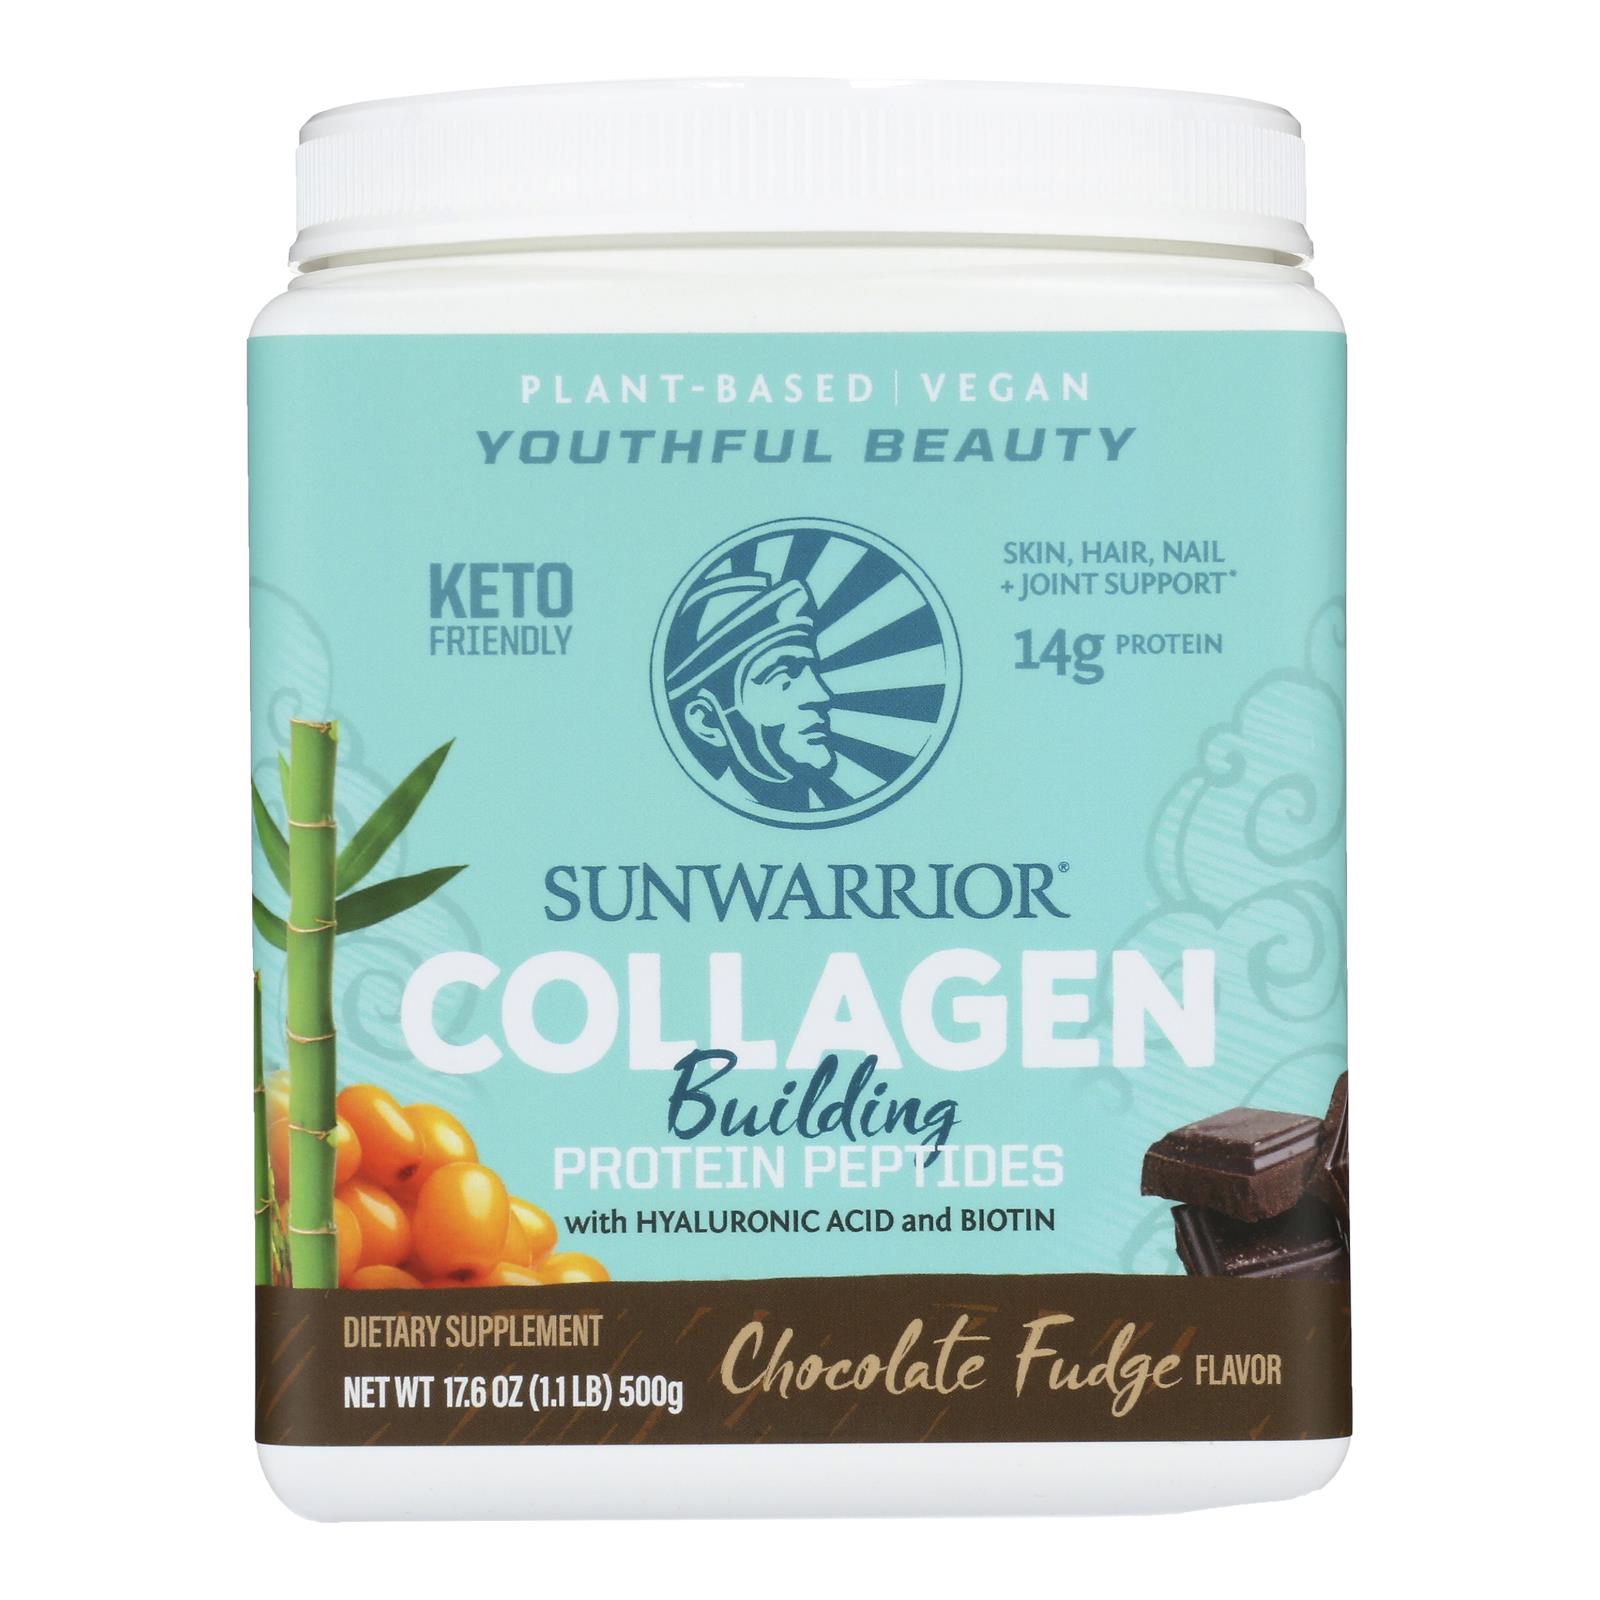 PLANT-BASED | VEGAN
YOUTHFUL BEAUTY
KETO
FRIENDLY
SKIN, HAIR, NAIL
+ JOINT SUPPORT*
14g PROTEIN
SUNWARRIOR®
COLLAGEN
Building
PROTEIN PEPTIDES
with HYALURONIC ACID and BIOTIN
DIETARY SUPPLEMENT
NET WT 17.6 OZ (1.1 LB) 500g
Chocolate Fudge FLAVOR